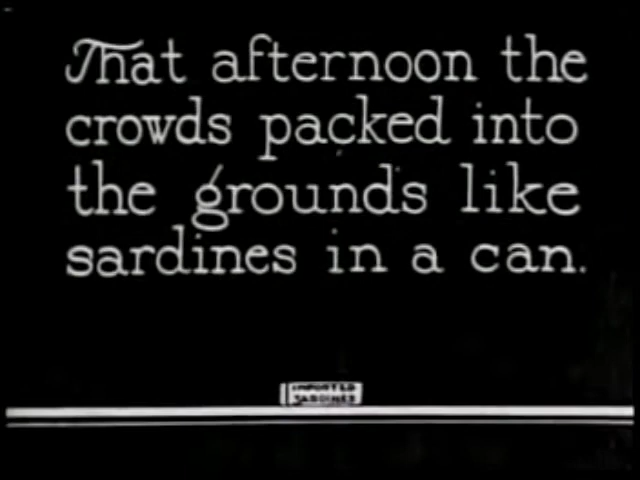 That afternoon the
crowds packed into
the grounds like
sardines in a can.
IMPORTED
SARDINES